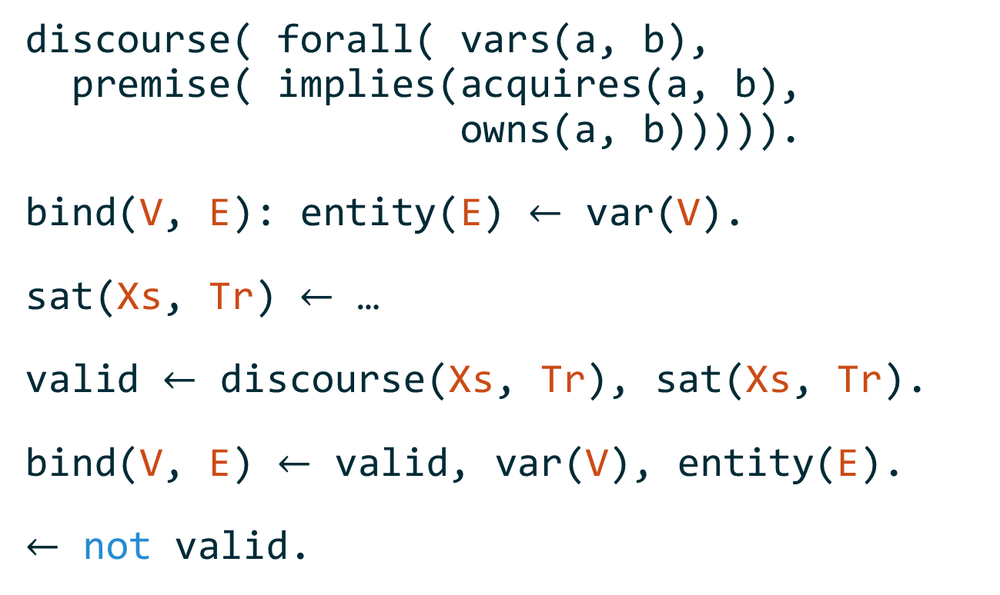 discourse( forall( vars(a, b),
premise( implies(acquires(a, b),
owns(a, b))))).
bind(V, E): entity(E) ← var(V).
sat(Xs, Tr) ← …
valid ← discourse(Xs, Tr), sat(Xs, Tr).
bind(V, E) ← valid, var(V), entity(E).
← not valid.